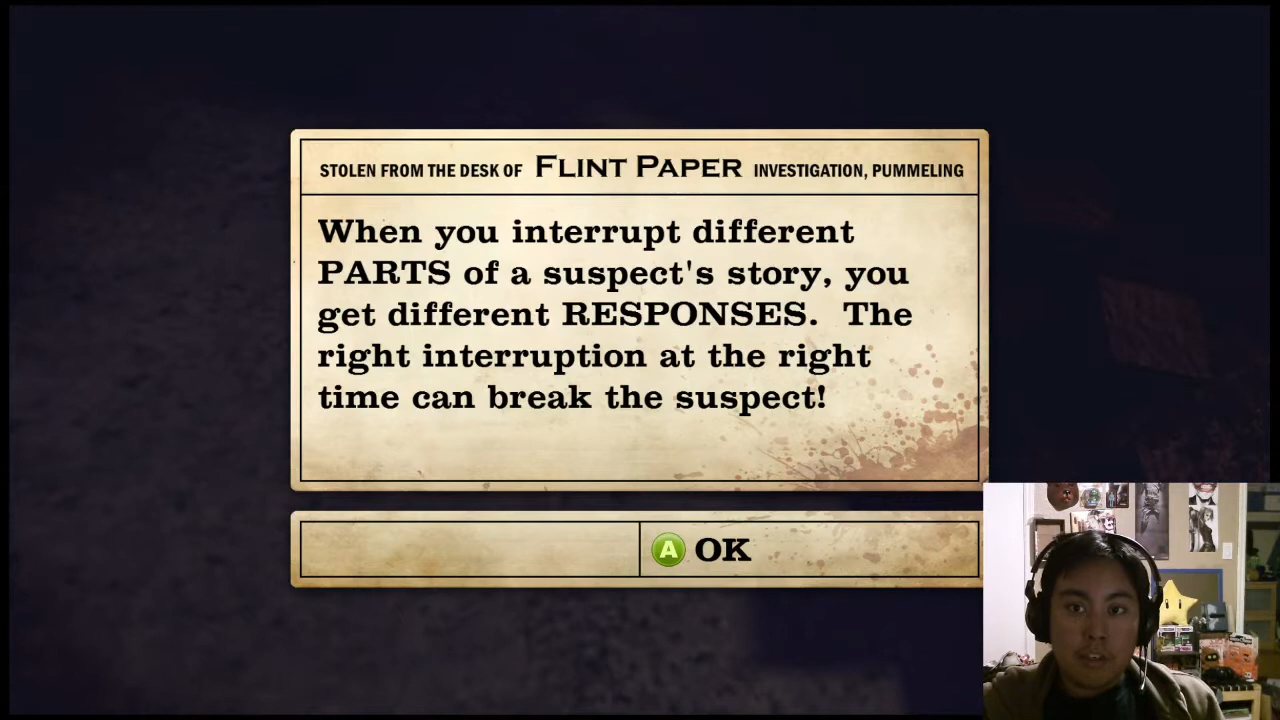 STOLEN FROM THE DESK OF FLINT PAPER INVESTIGATION, PUMMELING
When you interrupt different
PARTS of a suspect's story, you
get different RESPONSES. The
right interruption at the right
time can break the suspect!
A OK